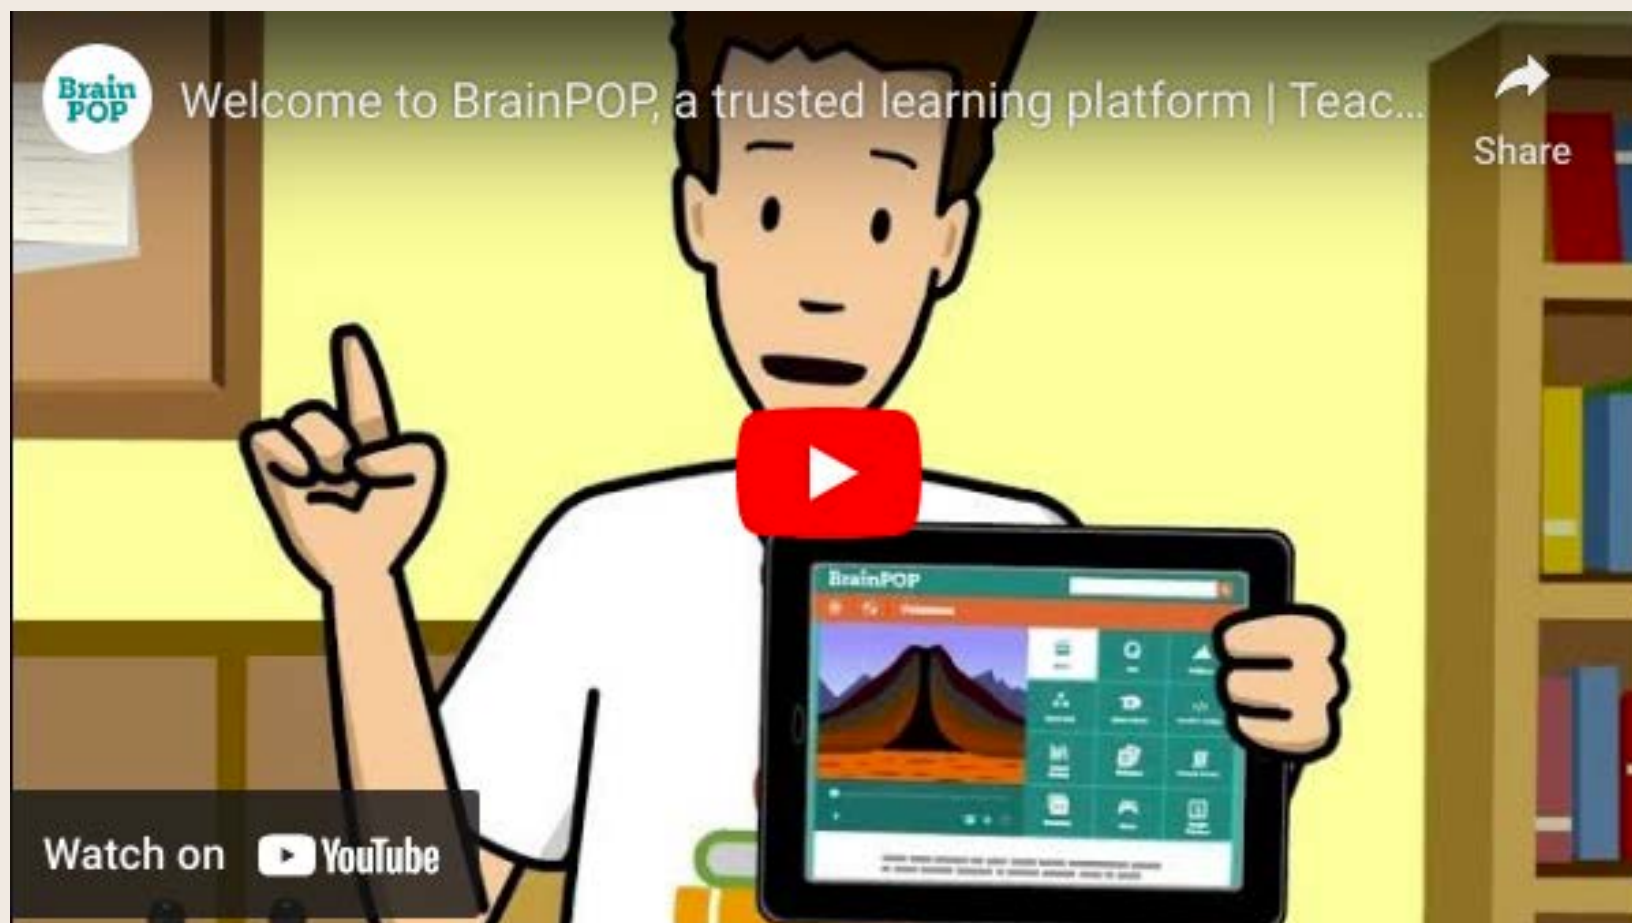 Brain
POP
Welcome to BrainPOP, a trusted learning platform | Teac...
Share
BrainPOP
Watch on YouTube